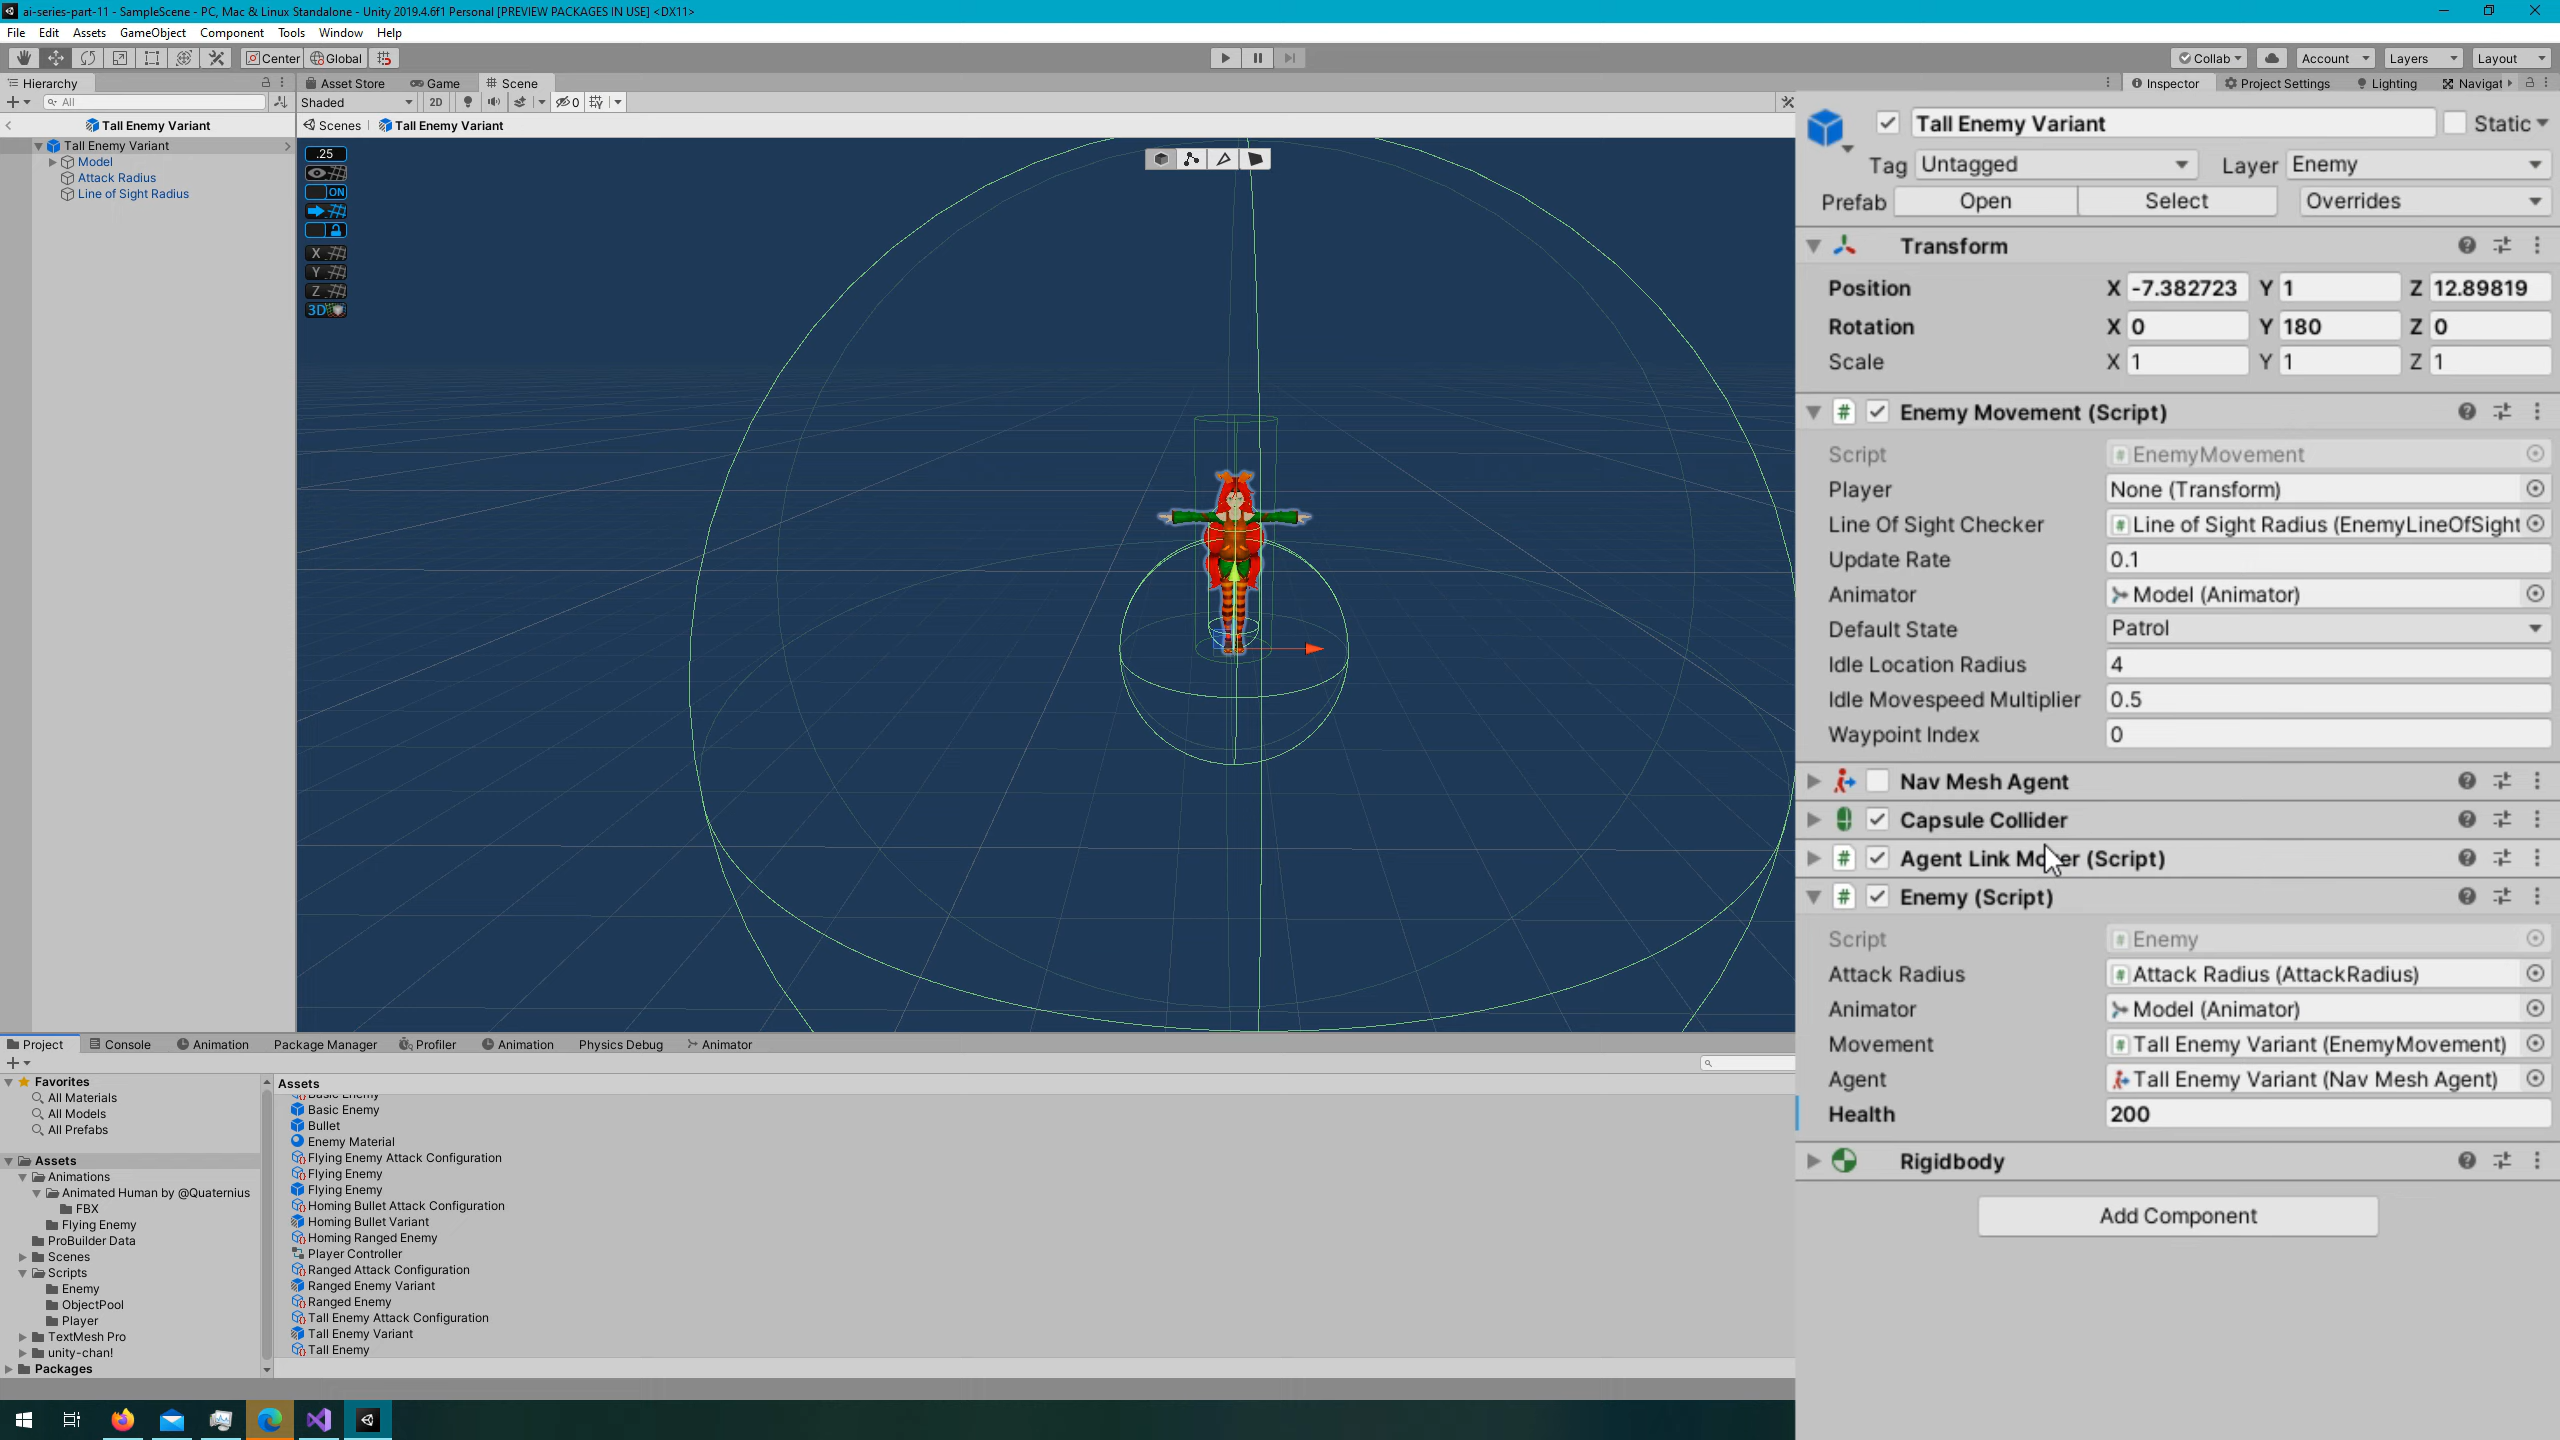 ai-series-part-11 - SampleScene - PC, Mac & Linux Standalone - Unity 2019.4.6f1 Personal [PREVIEW PACKAGES IN USE] <DX11>
File Edit Assets GameObject Component Tools Window Help
Center Global Collab Account Layers Layout
Hierarchy
All
Tall Enemy Variant
Tall Enemy Variant
Model
Attack Radius
Line of Sight Radius
Asset Store Game Scene
Shaded 2D 0
Scenes Tall Enemy Variant
.25
ON
X
Y
Z
3D
Inspector Project Settings Lighting Navigat
Tall Enemy Variant Static
Tag Untagged Layer Enemy
Prefab Open Select Overrides
Transform
Position X -7.382723 Y 1 Z 12.89819
Rotation X 0 Y 180 Z 0
Scale X 1 Y 1 Z 1
Enemy Movement (Script)
Script EnemyMovement
Player None (Transform)
Line Of Sight Checker Line of Sight Radius (EnemyLineOfSight
Update Rate 0.1
Animator Model (Animator)
Default State Patrol
Idle Location Radius 4
Idle Movespeed Multiplier 0.5
Waypoint Index 0
Nav Mesh Agent
Capsule Collider
Agent Link Mover (Script)
Enemy (Script)
Script Enemy
Attack Radius Attack Radius (AttackRadius)
Animator Model (Animator)
Movement Tall Enemy Variant (EnemyMovement)
Agent Tall Enemy Variant (Nav Mesh Agent)
Health 200
Rigidbody
Add Component
Project Console Animation Package Manager Profiler Animation Physics Debug Animator
Favorites
All Materials
All Models
All Prefabs
Assets
Animations
Animated Human by @Quaternius
FBX
Flying Enemy
ProBuilder Data
Scenes
Scripts
Enemy
ObjectPool
Player
TextMesh Pro
unity-chan!
Packages
Assets
Basic Enemy
Basic Enemy
Bullet
Enemy Material
Flying Enemy Attack Configuration
Flying Enemy
Flying Enemy
Homing Bullet Attack Configuration
Homing Bullet Variant
Homing Ranged Enemy
Player Controller
Ranged Attack Configuration
Ranged Enemy Variant
Ranged Enemy
Tall Enemy Attack Configuration
Tall Enemy Variant
Tall Enemy